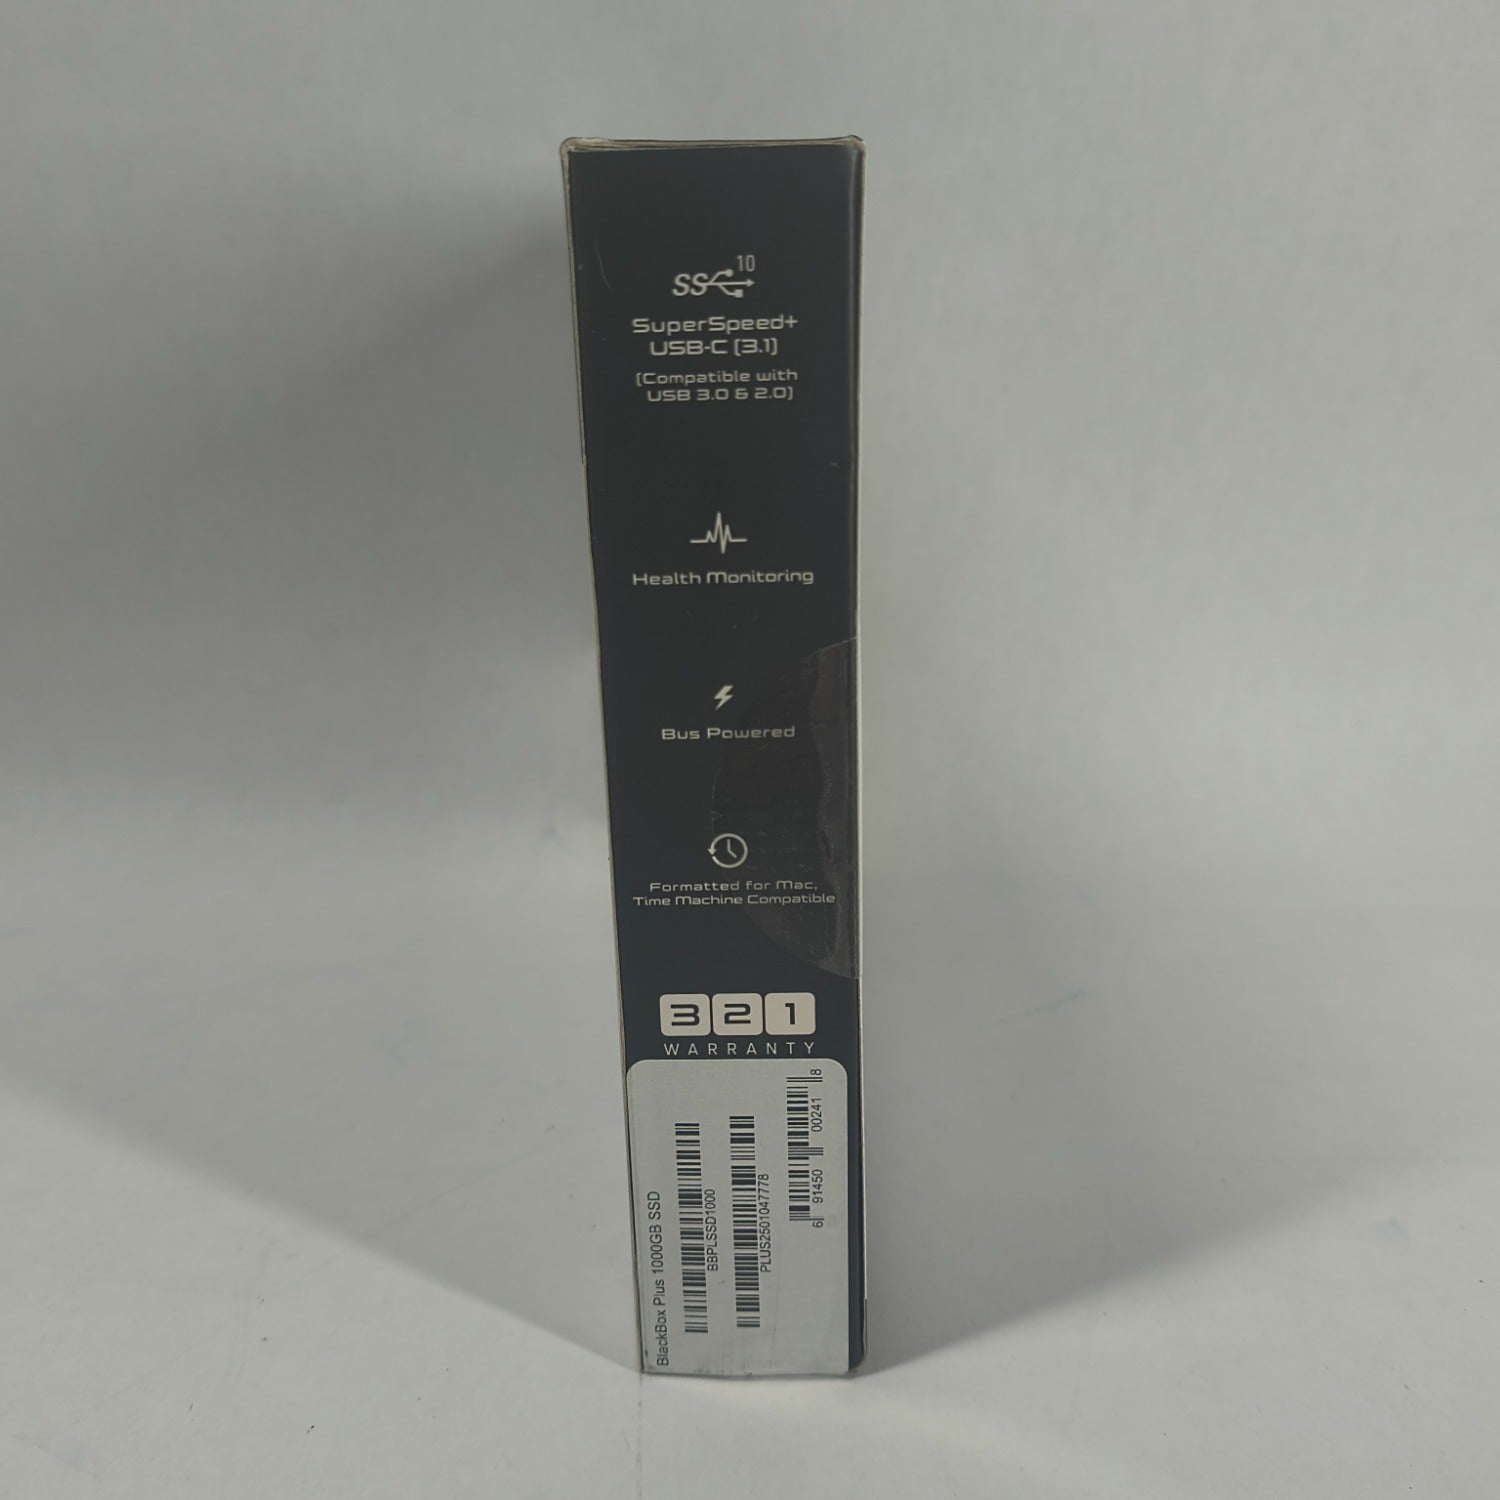 SS 10
SuperSpeed+
USB-C (3.1)
(Compatible with
USB 3.0 & 2.0)
Health Monitoring
Bus Powered
Formatted for Mac,
Time Machine Compatible
3 2 1
WARRANTY
BlackBox Plus 1000GB SSD
BBPLSSD1000
PLUS2501047778
6 91450 00241 8